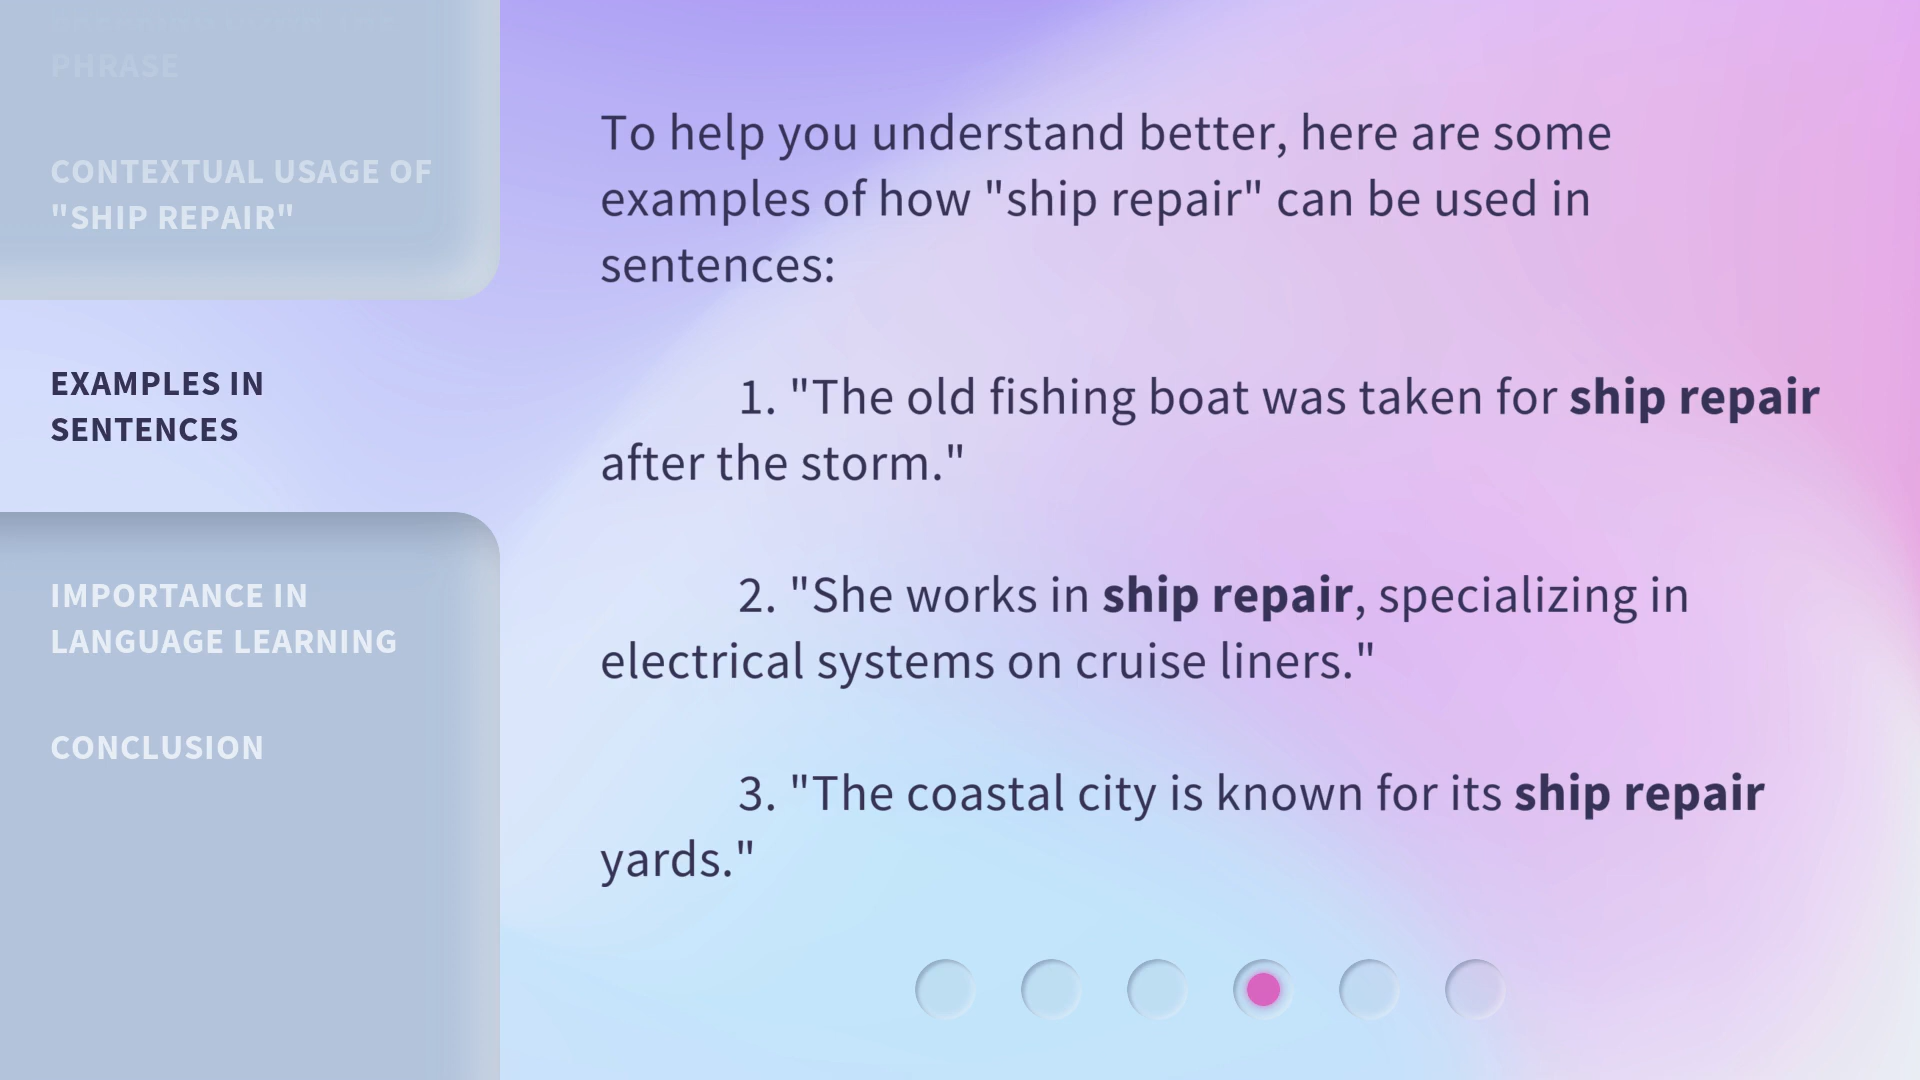 PHRASE
CONTEXTUAL USAGE OF
"SHIP REPAIR"
EXAMPLES IN
SENTENCES
IMPORTANCE IN
LANGUAGE LEARNING
CONCLUSION
To help you understand better, here are some
examples of how "ship repair" can be used in
sentences:
1. "The old fishing boat was taken for ship repair
after the storm."
2. "She works in ship repair, specializing in
electrical systems on cruise liners."
3. "The coastal city is known for its ship repair
yards."